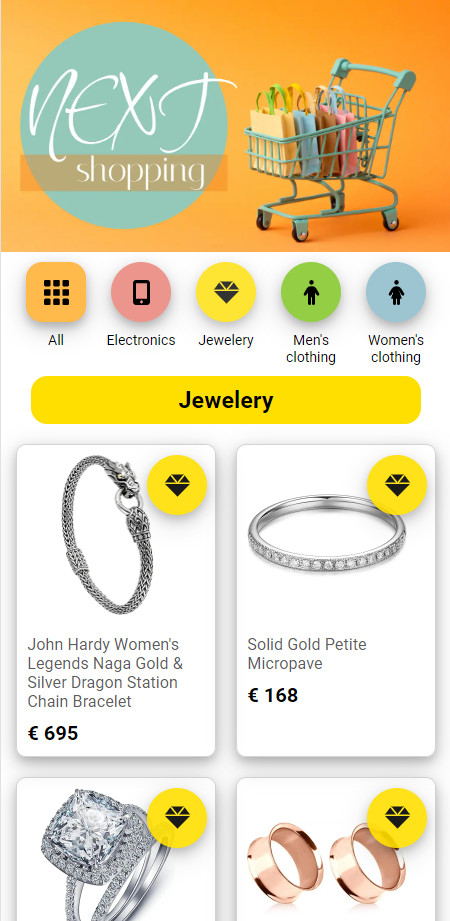 NEXT
shopping
All
Electronics
Jewelery
Men's
clothing
Women's
clothing
Jewelery
John Hardy Women's
Legends Naga Gold &
Silver Dragon Station
Chain Bracelet
€ 695
Solid Gold Petite
Micropave
€ 168